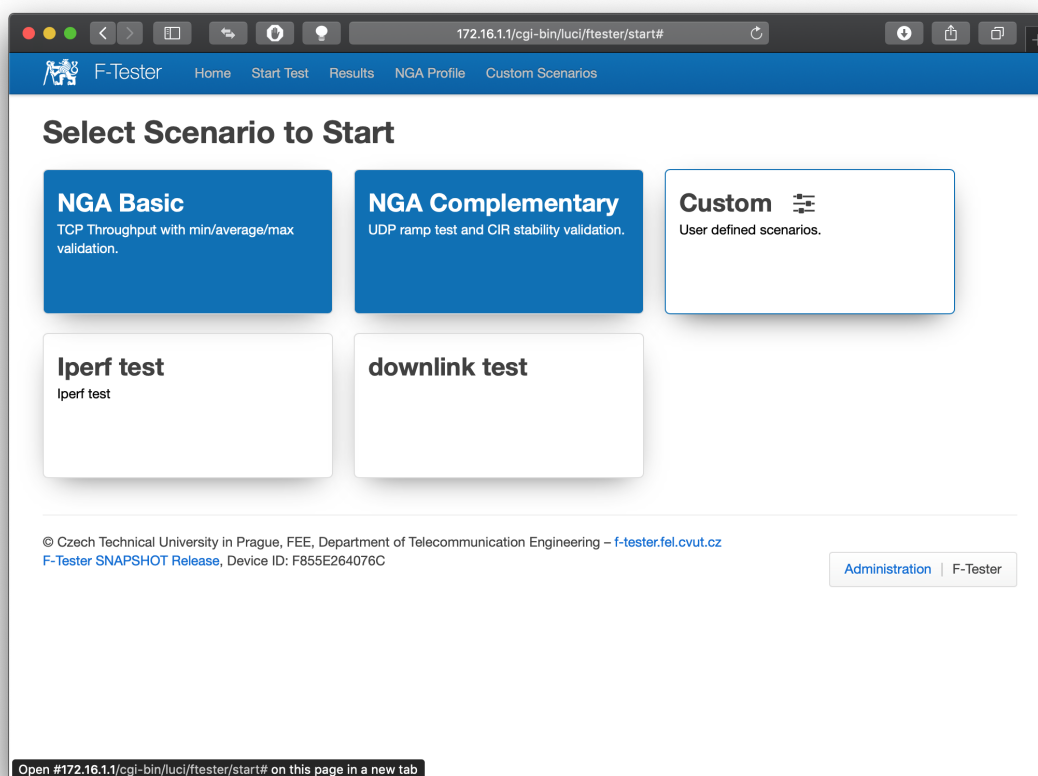 172.16.1.1/cgi-bin/luci/ftester/start#
F-Tester Home Start Test Results NGA Profile Custom Scenarios
Select Scenario to Start
NGA Basic
TCP Throughput with min/average/max
validation.
NGA Complementary
UDP ramp test and CIR stability validation.
Custom
User defined scenarios.
Iperf test
Iperf test
downlink test
© Czech Technical University in Prague, FEE, Department of Telecommunication Engineering – f-tester.fel.cvut.cz
F-Tester SNAPSHOT Release, Device ID: F855E264076C
Administration | F-Tester
Open #172.16.1.1/cgi-bin/luci/ftester/start# on this page in a new tab